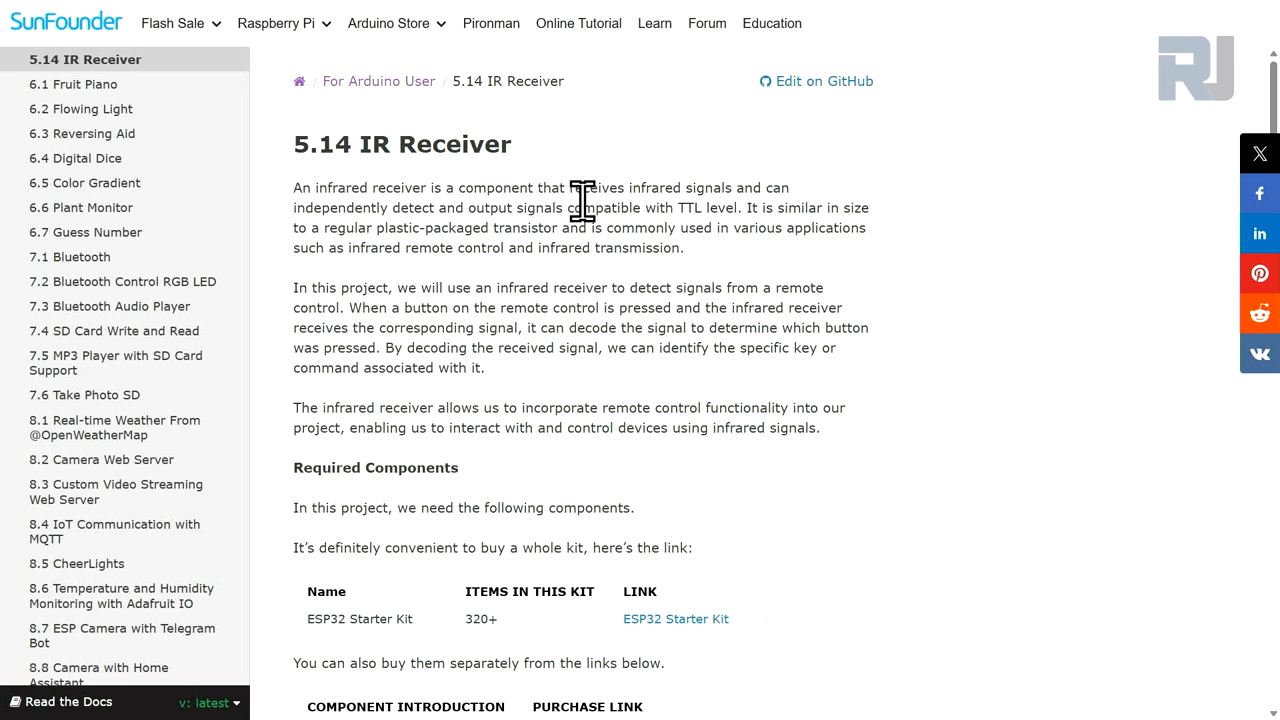 SunFounder
Flash Sale
Raspberry Pi
Arduino Store
Pironman
Online Tutorial
Learn
Forum
Education
5.14 IR Receiver
6.1 Fruit Piano
6.2 Flowing Light
6.3 Reversing Aid
6.4 Digital Dice
6.5 Color Gradient
6.6 Plant Monitor
6.7 Guess Number
7.1 Bluetooth
7.2 Bluetooth Control RGB LED
7.3 Bluetooth Audio Player
7.4 SD Card Write and Read
7.5 MP3 Player with SD Card
Support
7.6 Take Photo SD
8.1 Real-time Weather From
@OpenWeatherMap
8.2 Camera Web Server
8.3 Custom Video Streaming
Web Server
8.4 IoT Communication with
MQTT
8.5 CheerLights
8.6 Temperature and Humidity
Monitoring with Adafruit IO
8.7 ESP Camera with Telegram
Bot
8.8 Camera with Home
Assistant
Read the Docs
v: latest
/ For Arduino User / 5.14 IR Receiver
Edit on GitHub
RJ
5.14 IR Receiver
An infrared receiver is a component that receives infrared signals and can
independently detect and output signals compatible with TTL level. It is similar in size
to a regular plastic-packaged transistor and is commonly used in various applications
such as infrared remote control and infrared transmission.
In this project, we will use an infrared receiver to detect signals from a remote
control. When a button on the remote control is pressed and the infrared receiver
receives the corresponding signal, it can decode the signal to determine which button
was pressed. By decoding the received signal, we can identify the specific key or
command associated with it.
The infrared receiver allows us to incorporate remote control functionality into our
project, enabling us to interact with and control devices using infrared signals.
Required Components
In this project, we need the following components.
It’s definitely convenient to buy a whole kit, here’s the link:
Name ITEMS IN THIS KIT LINK
ESP32 Starter Kit 320+ ESP32 Starter Kit
You can also buy them separately from the links below.
COMPONENT INTRODUCTION PURCHASE LINK